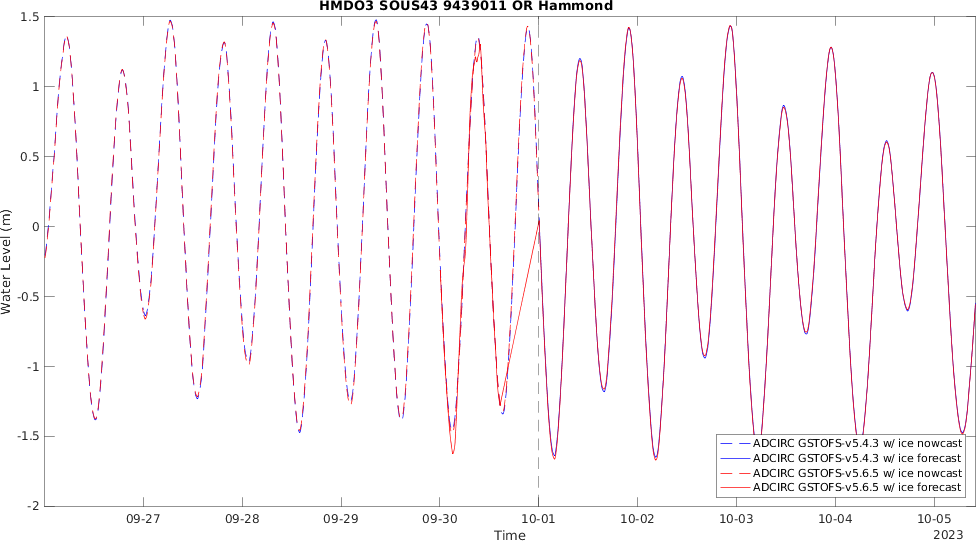 HMDO3 SOUS43 9439011 OR Hammond
1.5
1
0.5
0
-0.5
-1
-1.5
-2
Water Level (m)
ADCIRC GSTOFS-v5.4.3 w/ ice nowcast
ADCIRC GSTOFS-v5.4.3 w/ ice forecast
ADCIRC GSTOFS-v5.6.5 w/ ice nowcast
ADCIRC GSTOFS-v5.6.5 w/ ice forecast
09-27 09-28 09-29 09-30 10-01 10-02 10-03 10-04 10-05
Time
2023